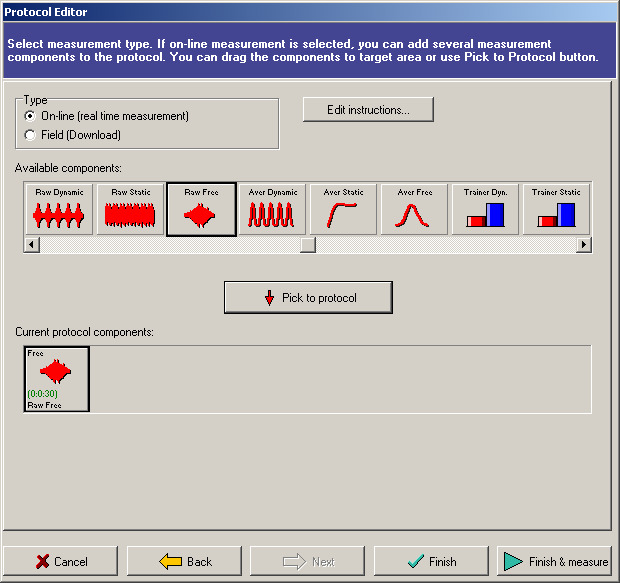 Protocol Editor
Select measurement type. If on-line measurement is selected, you can add several measurement
components to the protocol. You can drag the components to target area or use Pick to Protocol button.
Type
On-line (real time measurement)
Field (Download)
Edit instructions...
Available components:
Raw Dynamic
Raw Static
Raw Free
Aver Dynamic
Aver Static
Aver Free
Trainer Dyn.
Trainer Static
Pick to protocol
Current protocol components:
Free
(0:0:30)
Raw Free
Cancel
Back
Next
Finish
Finish & measure